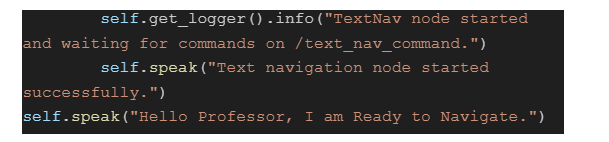 self.get_logger().info("TextNav node started
and waiting for commands on /text_nav_command.")
self.speak("Text navigation node started
successfully.")
self.speak("Hello Professor, I am Ready to Navigate.")